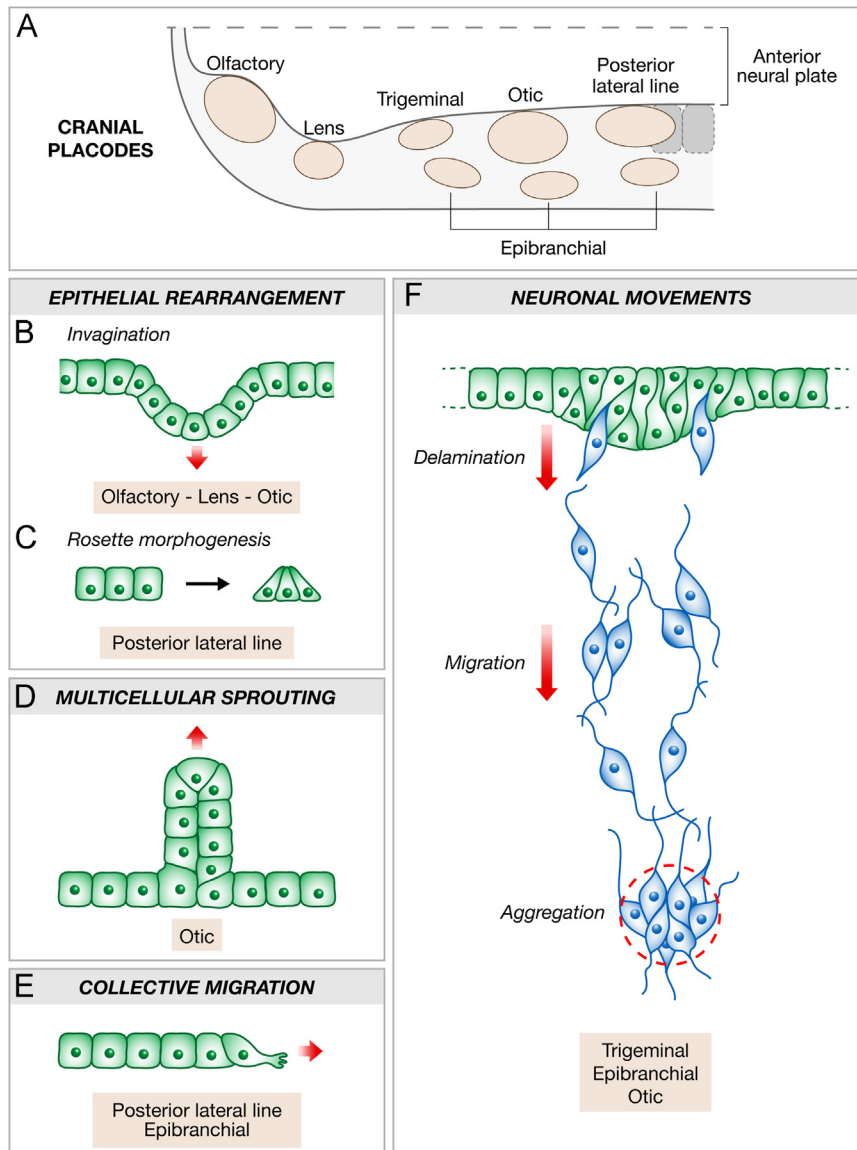 A
Olfactory
Lens
Trigeminal
Otic
Posterior
lateral line
Anterior
neural plate
CRANIAL
PLACODES
Epibranchial
EPITHELIAL REARRANGEMENT
B
Invagination
Olfactory - Lens - Otic
C
Rosette morphogenesis
Posterior lateral line
D
MULTICELLULAR SPROUTING
Otic
E
COLLECTIVE MIGRATION
Posterior lateral line
Epibranchial
F
NEURONAL MOVEMENTS
Delamination
Migration
Aggregation
Trigeminal
Epibranchial
Otic